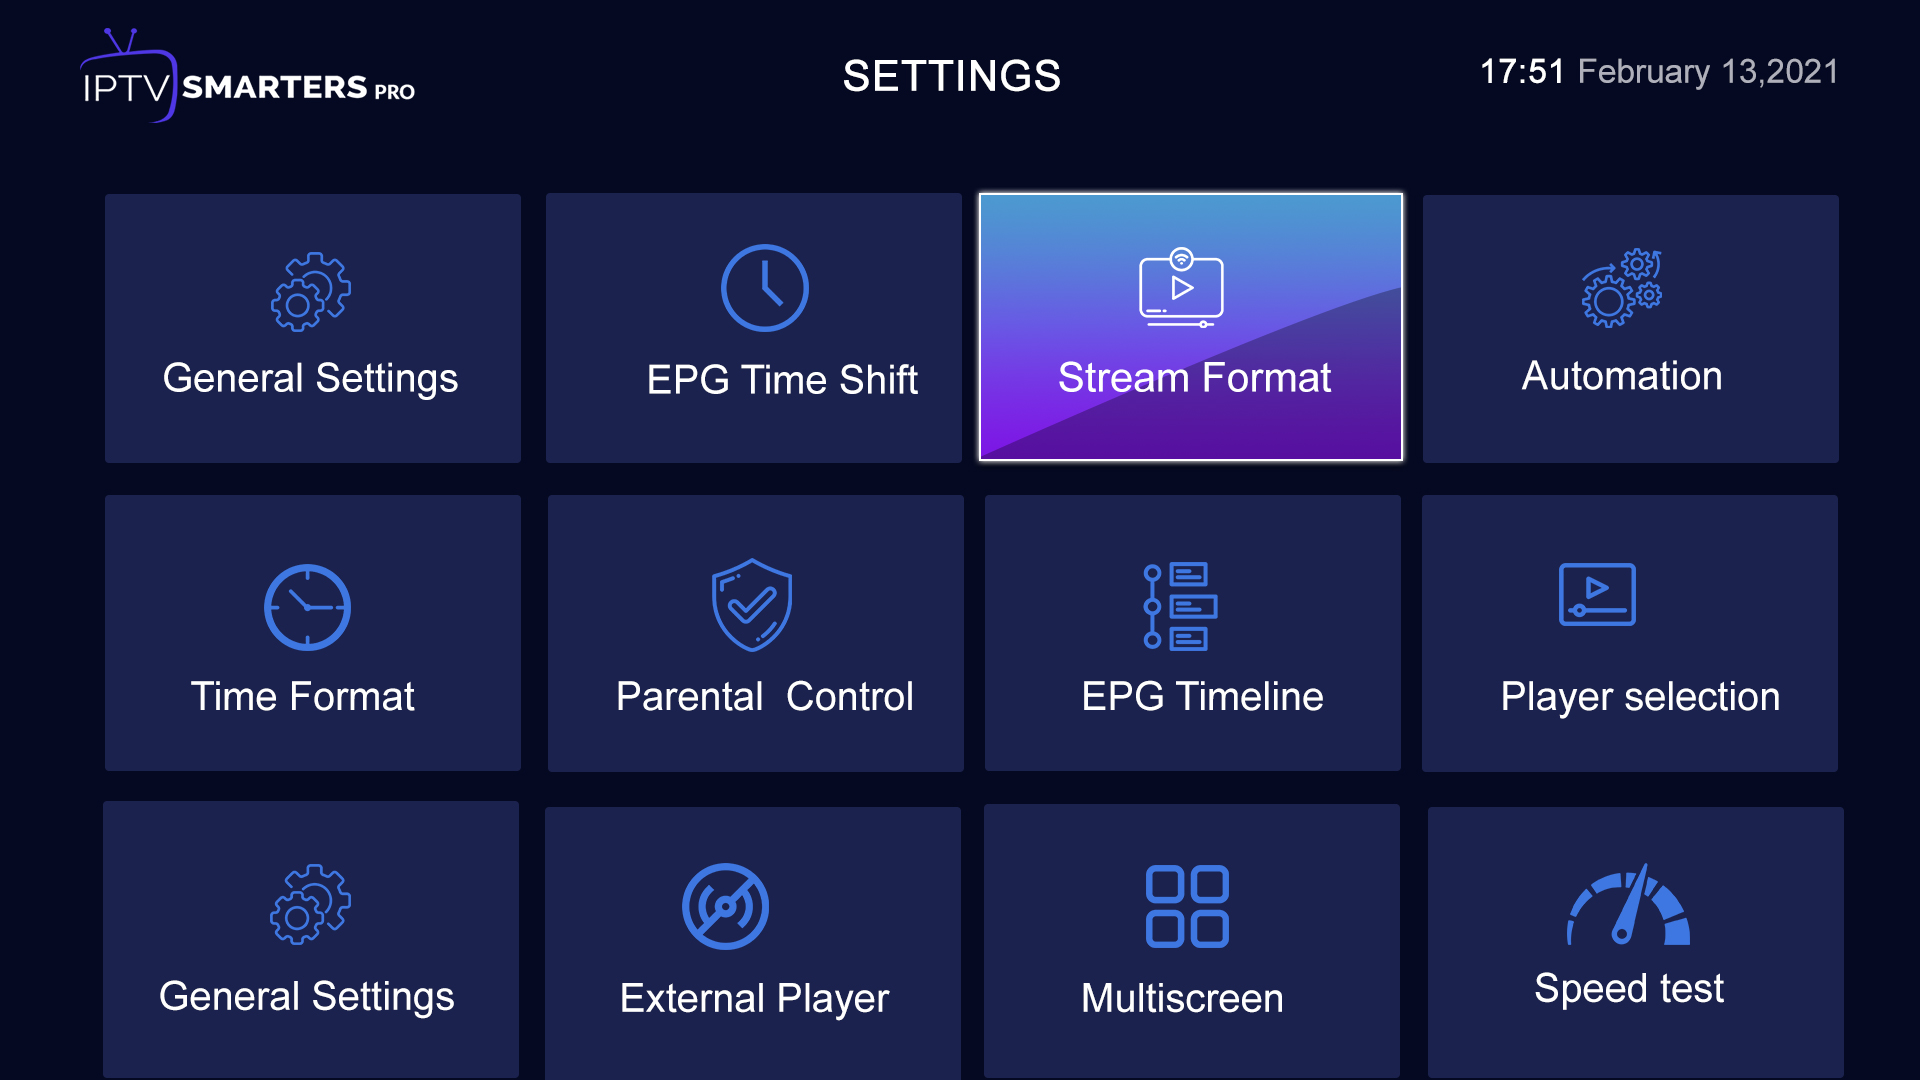 IPTV SMARTERS PRO
SETTINGS
17:51 February 13,2021
General Settings
EPG Time Shift
Stream Format
Automation
Time Format
Parental  Control
EPG Timeline
Player selection
General Settings
External Player
Multiscreen
Speed test